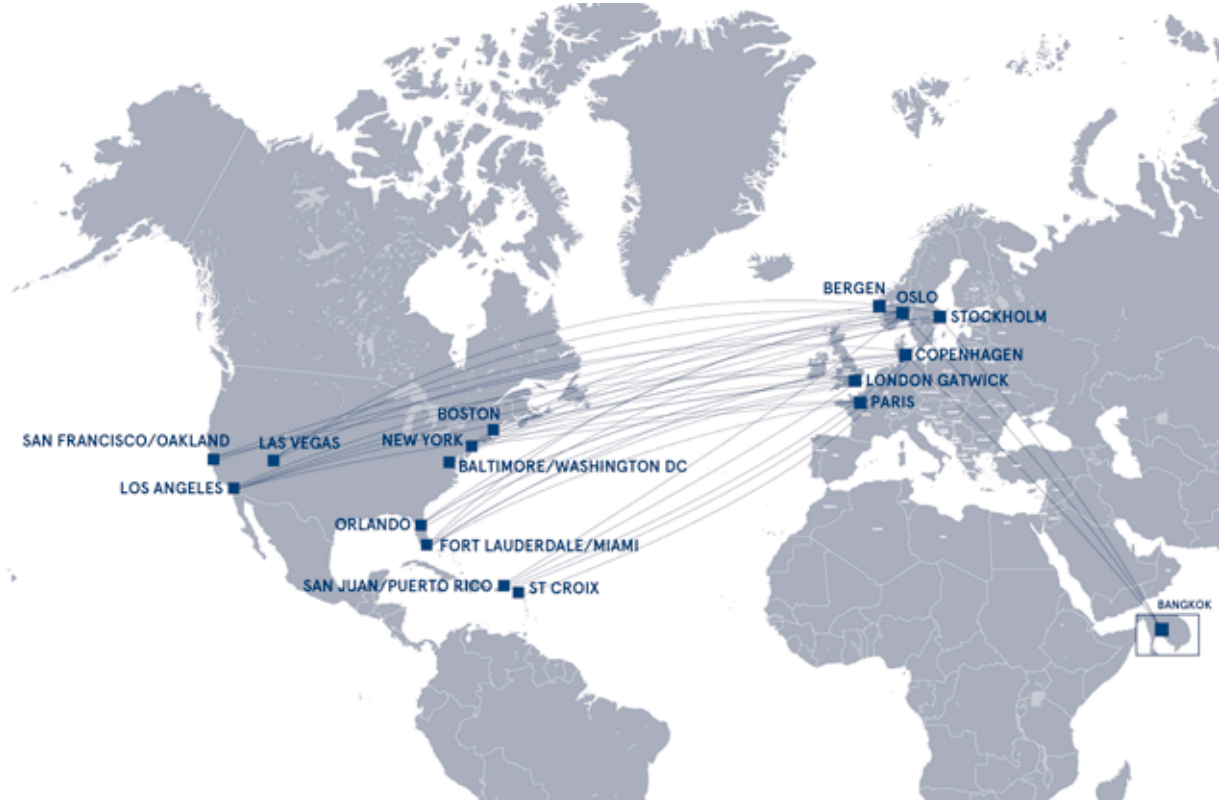 BERGEN
OSLO
STOCKHOLM
COPENHAGEN
LONDON GATWICK
PARIS
BOSTON
SAN FRANCISCO/OAKLAND
LAS VEGAS
NEW YORK
BALTIMORE/WASHINGTON DC
LOS ANGELES
ORLANDO
FORT LAUDERDALE/MIAMI
SAN JUAN/PUERTO RICO
ST CROIX
BANGKOK